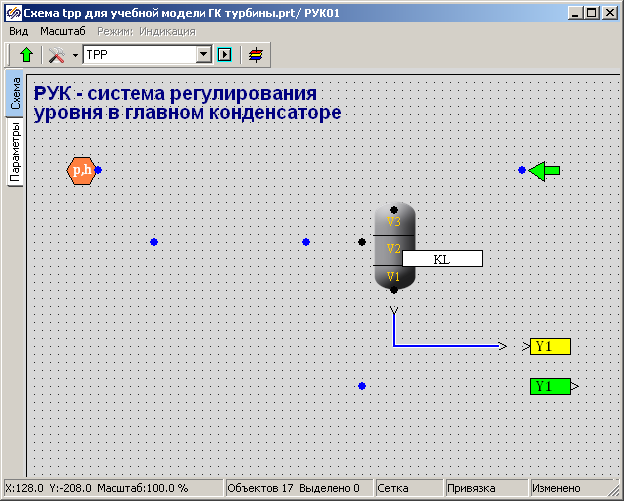 Схема tpp для учебной модели ГК турбины.prt/ РУК01
Вид Масштаб Режим: Индикация
TPP
Схема
Параметры
РУК - система регулирования
уровня в главном конденсаторе
p,h
V3
V2
KL
V1
Y1
Y1
X:128.0 Y:-208.0 Масштаб:100.0 % Объектов 17 Выделено 0 Сетка Привязка Изменено